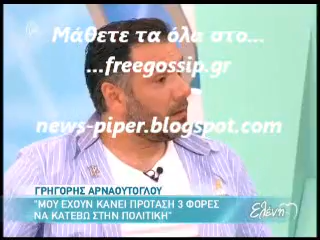 Μάθετε τα όλα στο...
...freegossip.gr
news-piper.blogspot.com
ΓΡΗΓΟΡΗΣ ΑΡΝΑΟΥΤΟΓΛΟΥ
"ΜΟΥ ΕΧΟΥΝ ΚΑΝΕΙ ΠΡΟΤΑΣΗ 3 ΦΟΡΕΣ
ΝΑ ΚΑΤΕΒΩ ΣΤΗΝ ΠΟΛΙΤΙΚΗ"
Ελένη